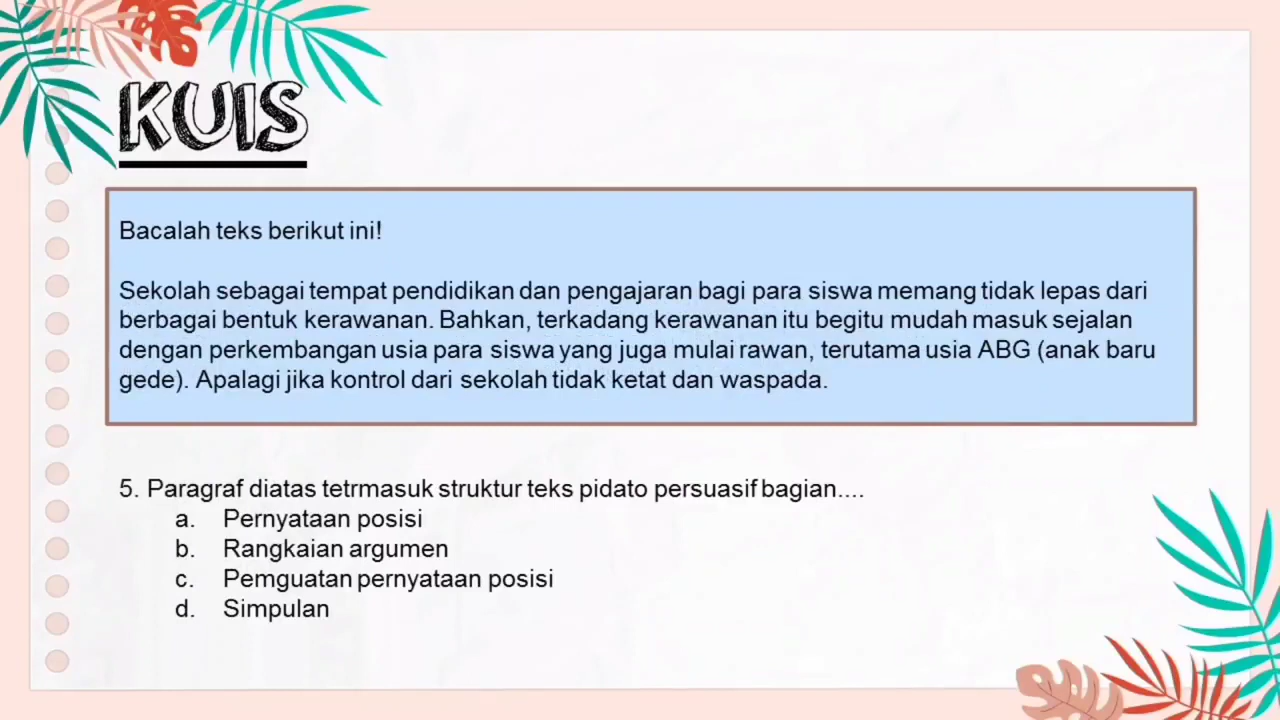 KUIS
Bacalah teks berikut ini!
Sekolah sebagai tempat pendidikan dan pengajaran bagi para siswa memang tidak lepas dari
berbagai bentuk kerawanan. Bahkan, terkadang kerawanan itu begitu mudah masuk sejalan
dengan perkembangan usia para siswa yang juga mulai rawan, terutama usia ABG (anak baru
gede). Apalagi jika kontrol dari sekolah tidak ketat dan waspada.
5. Paragraf diatas tetrmasuk struktur teks pidato persuasif bagian....
a. Pernyataan posisi
b. Rangkaian argumen
c. Pemguatan pernyataan posisi
d. Simpulan